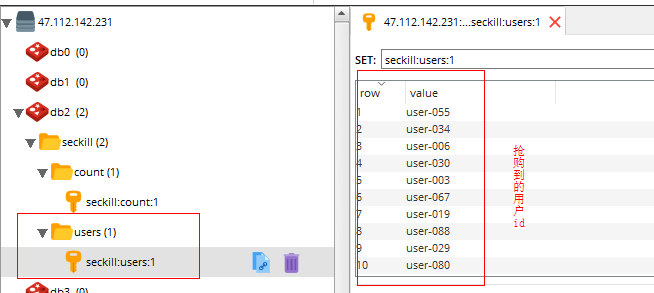 47.112.142.231
db0 (0)
db1 (0)
db2 (2)
seckill (2)
count (1)
seckill:count:1
users (1)
seckill:users:1
db3 (0)
47.112.142.231:...seckill:users:1
SET: seckill:users:1
row value
1 user-055
2 user-034
3 user-006
4 user-030
5 user-003
6 user-067
7 user-019
8 user-088
9 user-029
10 user-080
抢购到的用户id